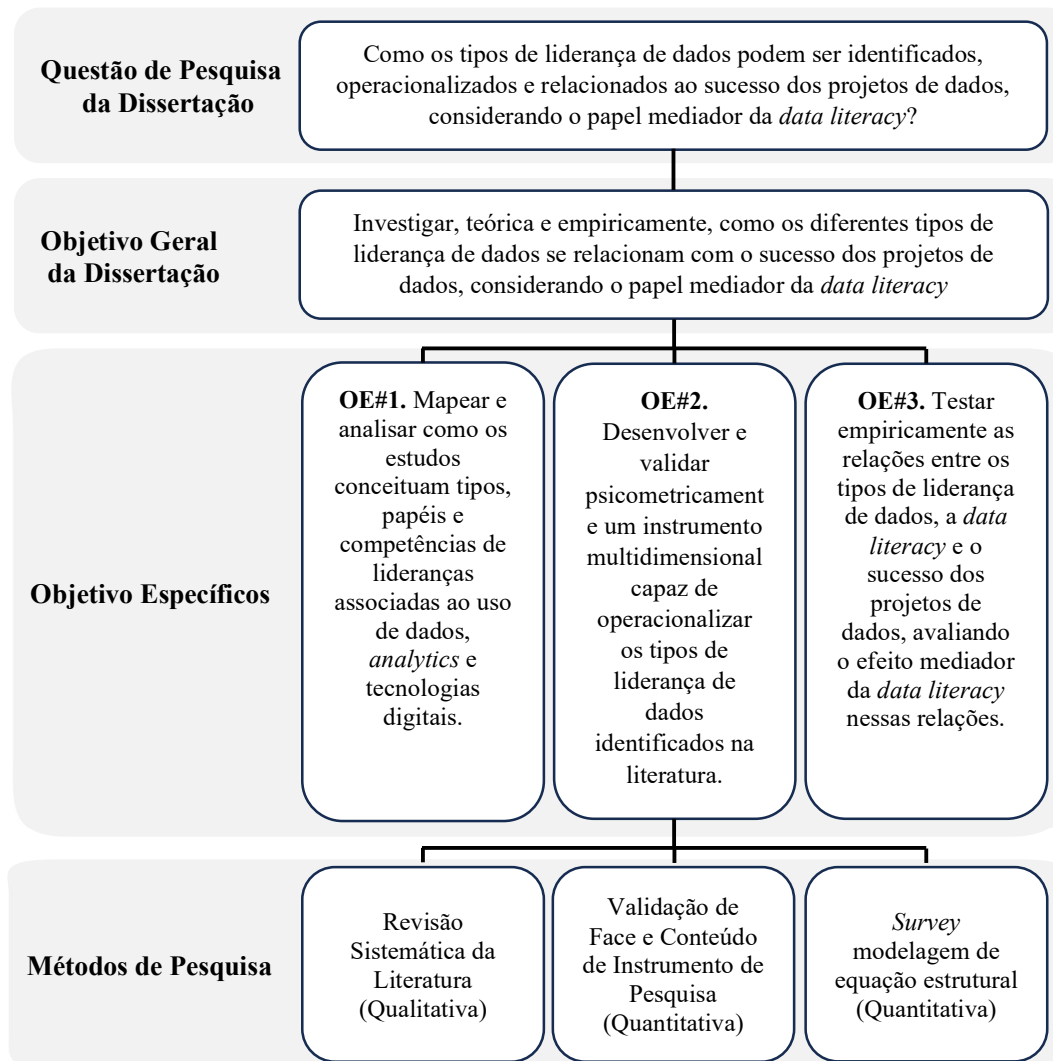 Questão de Pesquisa
da Dissertação
Como os tipos de liderança de dados podem ser identificados,
operacionalizados e relacionados ao sucesso dos projetos de dados,
considerando o papel mediador da data literacy?
Objetivo Geral
da Dissertação
Investigar, teórica e empiricamente, como os diferentes tipos de
liderança de dados se relacionam com o sucesso dos projetos de
dados, considerando o papel mediador da data literacy
Objetivo Específicos
OE#1. Mapear e
analisar como os
estudos
conceituam tipos,
papéis e
competências de
lideranças
associadas ao uso
de dados,
analytics e
tecnologias
digitais.
OE#2.
Desenvolver e
validar
psicometricament
e um instrumento
multidimensional
capaz de
operacionalizar
os tipos de
liderança de
dados
identificados na
literatura.
OE#3. Testar
empiricamente as
relações entre os
tipos de liderança
de dados, a data
literacy e o
sucesso dos
projetos de
dados, avaliando
o efeito mediador
da data literacy
nessas relações.
Métodos de Pesquisa
Revisão
Sistemática da
Literatura
(Qualitativa)
Validação de
Face e Conteúdo
de Instrumento de
Pesquisa
(Quantitativa)
Survey
modelagem de
equação estrutural
(Quantitativa)